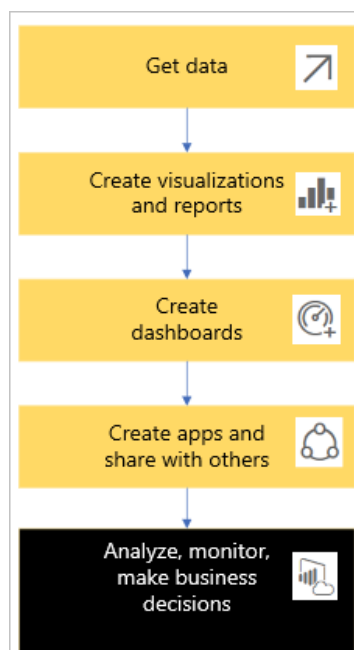 Get data
Create visualizations
and reports
Create
dashboards
Create apps and
share with others
Analyze, monitor,
make business
decisions